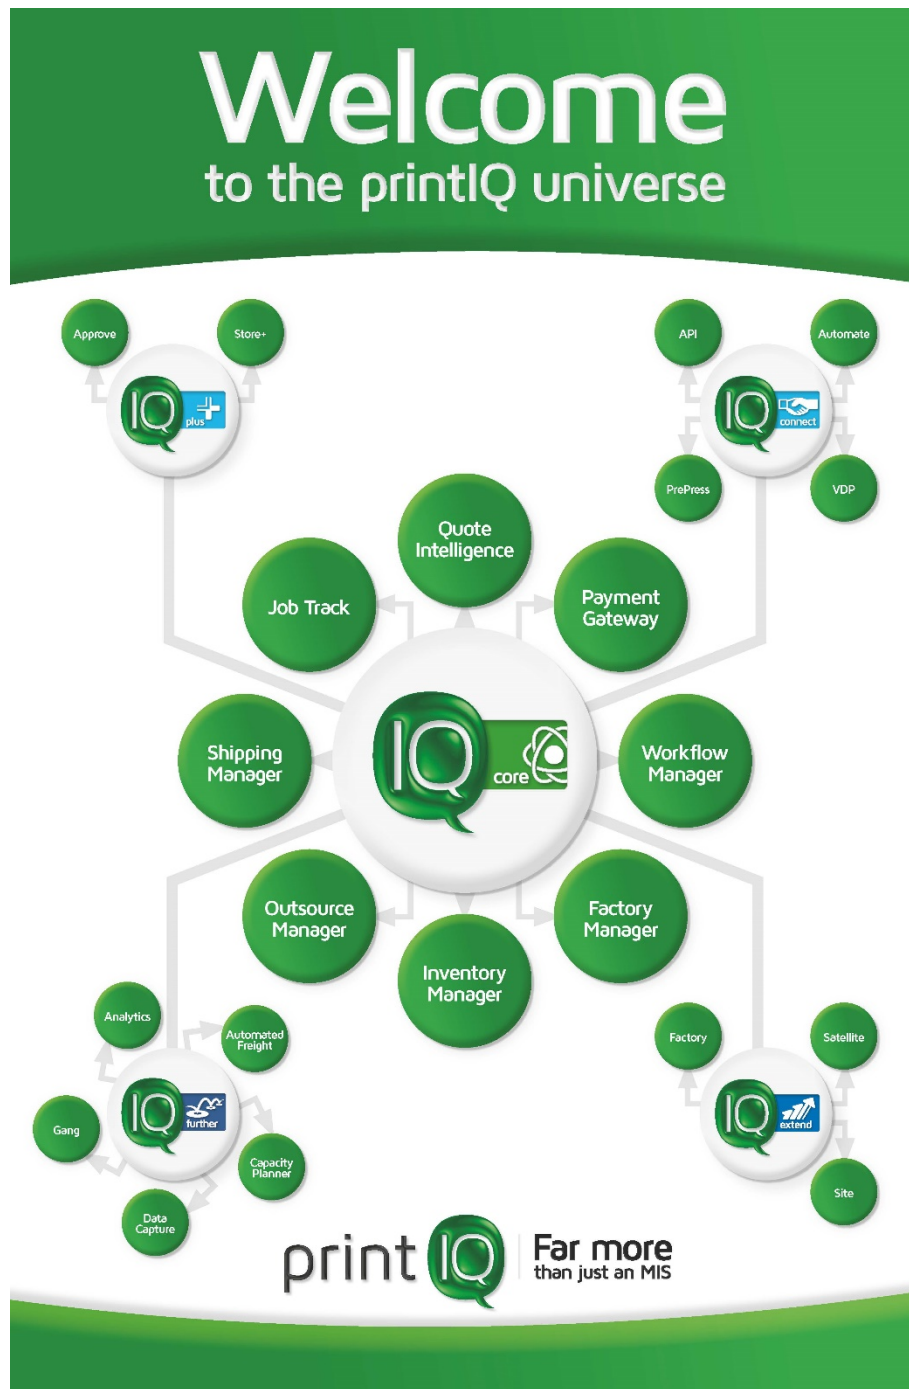 Welcome
to the printIQ universe
Approve
Store+
IQ
plus
API
Automate
IQ
connect
PrePress
VDP
Quote
Intelligence
Job Track
Payment
Gateway
Shipping
Manager
IQ
core
Workflow
Manager
Outsource
Manager
Factory
Manager
Inventory
Manager
Analytics
Automated
Freight
IQ
further
Gang
Capacity
Planner
Data
Capture
Factory
Satellite
IQ
extend
Site
print IQ
Far more
than just an MIS